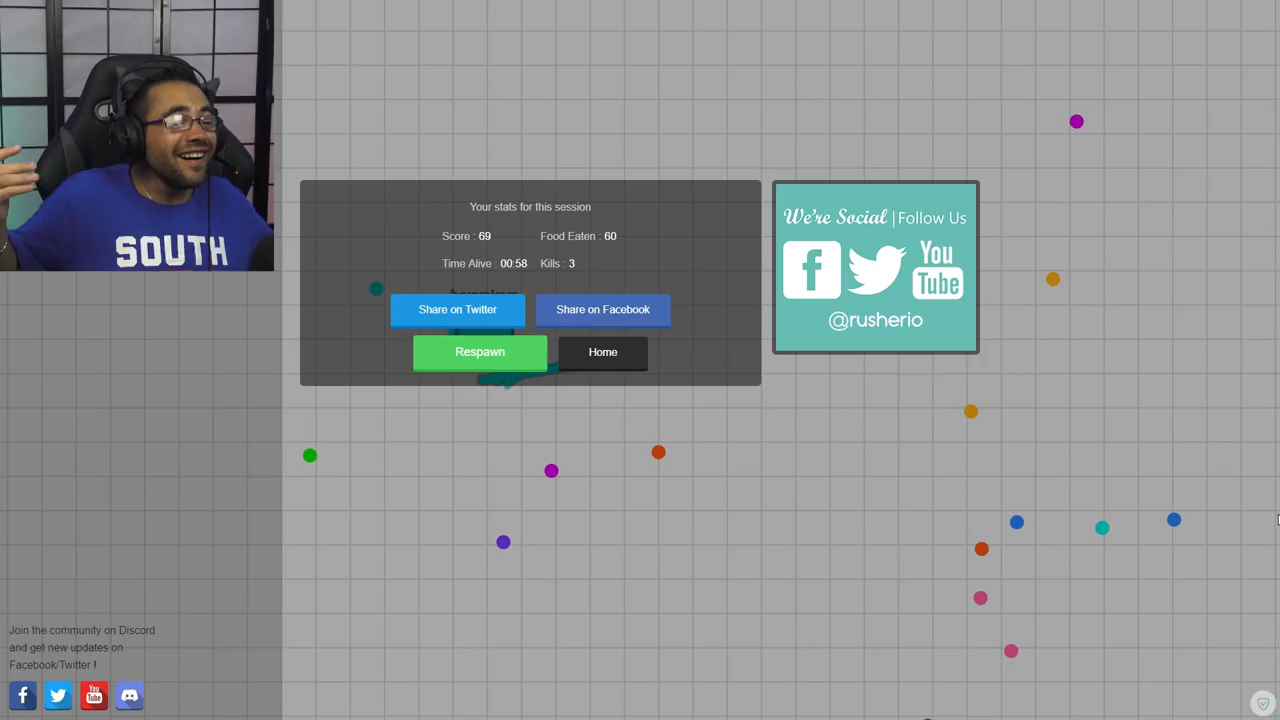 SOUTH
Your stats for this session
Score : 69 Food Eaten : 60
Time Alive : 00:58 Kills : 3
Share on Twitter Share on Facebook
Respawn Home
We're Social | Follow Us
You
Tube
@rusherio
Join the community on Discord
and get new updates on
Facebook/Twitter !
You
Tube